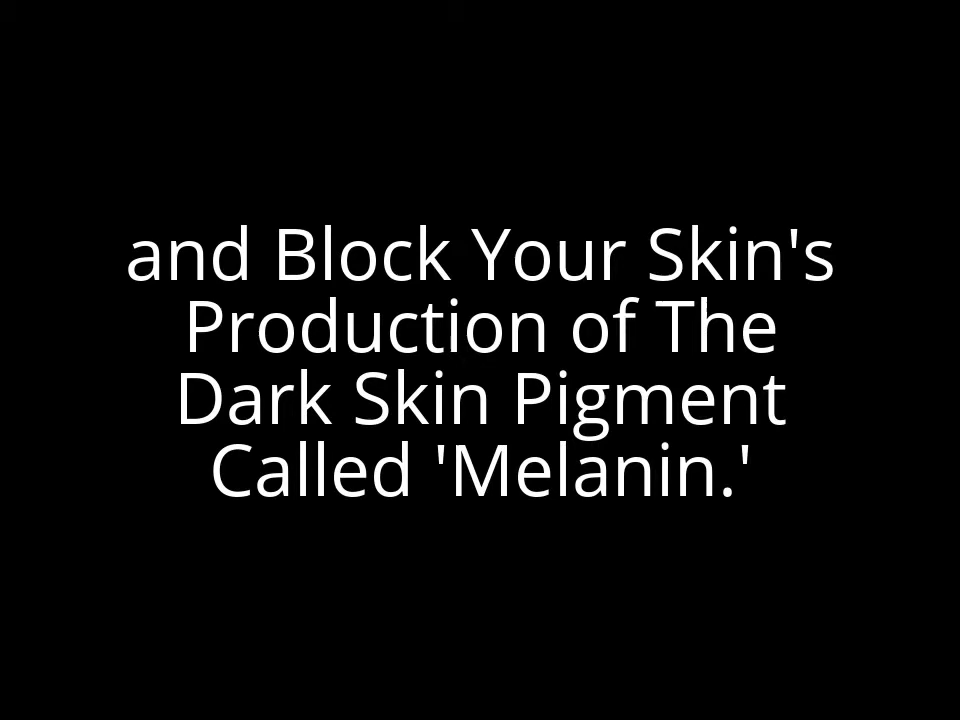 and Block Your Skin's
Production of The
Dark Skin Pigment
Called 'Melanin.'